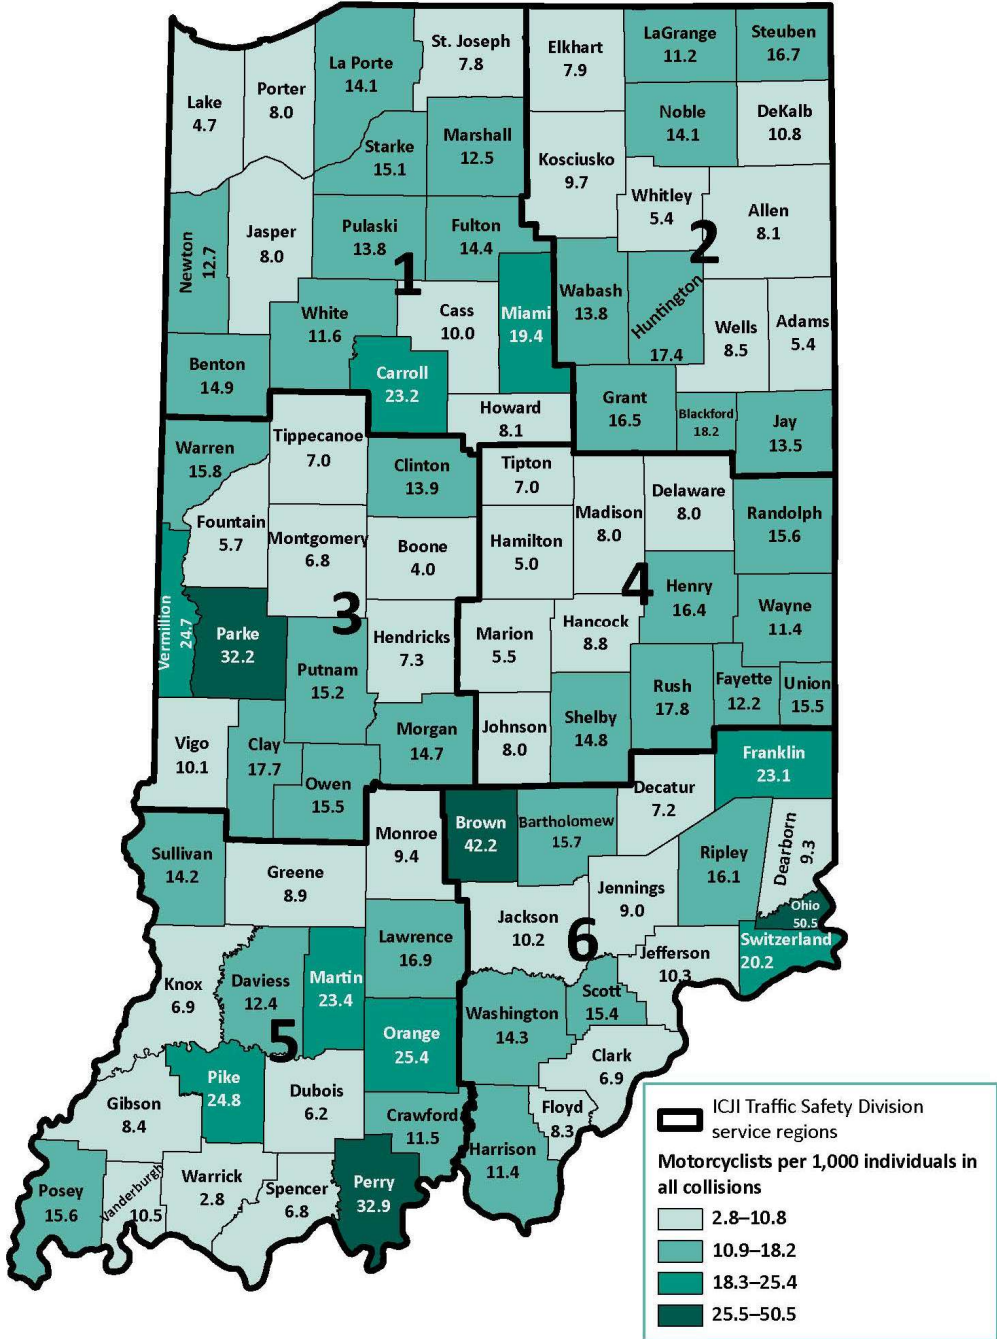 St. Joseph
7.8
Elkhart
7.9
LaGrange
11.2
Steuben
16.7
La Porte
14.1
Porter
8.0
Lake
4.7
Noble
14.1
DeKalb
10.8
Starke
15.1
Marshall
12.5
Kosciusko
9.7
Whitley
5.4
Allen
8.1
2
Newton
12.7
Jasper
8.0
Pulaski
13.8
Fulton
14.4
1
White
11.6
Cass
10.0
Miami
19.4
Wabash
13.8
Huntington
17.4
Wells
8.5
Adams
5.4
Benton
14.9
Carroll
23.2
Howard
8.1
Grant
16.5
Blackford
18.2
Jay
13.5
Warren
15.8
Tippecanoe
7.0
Clinton
13.9
Tipton
7.0
Madison
8.0
Delaware
8.0
Randolph
15.6
Fountain
5.7
Montgomery
6.8
Boone
4.0
Hamilton
5.0
4
Henry
16.4
Wayne
11.4
Vermillion
24.7
Parke
32.2
3
Putnam
15.2
Hendricks
7.3
Marion
5.5
Hancock
8.8
Rush
17.8
Fayette
12.2
Union
15.5
Vigo
10.1
Clay
17.7
Owen
15.5
Morgan
14.7
Johnson
8.0
Shelby
14.8
Franklin
23.1
Decatur
7.2
Sullivan
14.2
Greene
8.9
Monroe
9.4
Brown
42.2
Bartholomew
15.7
Ripley
16.1
Dearborn
9.3
Jennings
9.0
Ohio
50.5
Jackson
10.2
6
Jefferson
10.3
Switzerland
20.2
Knox
6.9
Daviess
12.4
Martin
23.4
Lawrence
16.9
5
Orange
25.4
Washington
14.3
Scott
15.4
Clark
6.9
Gibson
8.4
Pike
24.8
Dubois
6.2
Crawford
11.5
Floyd
8.3
Harrison
11.4
Posey
15.6
Vanderburgh
10.5
Warrick
2.8
Spencer
6.8
Perry
32.9
ICJI Traffic Safety Division
service regions
Motorcyclists per 1,000 individuals in
all collisions
2.8–10.8
10.9–18.2
18.3–25.4
25.5–50.5